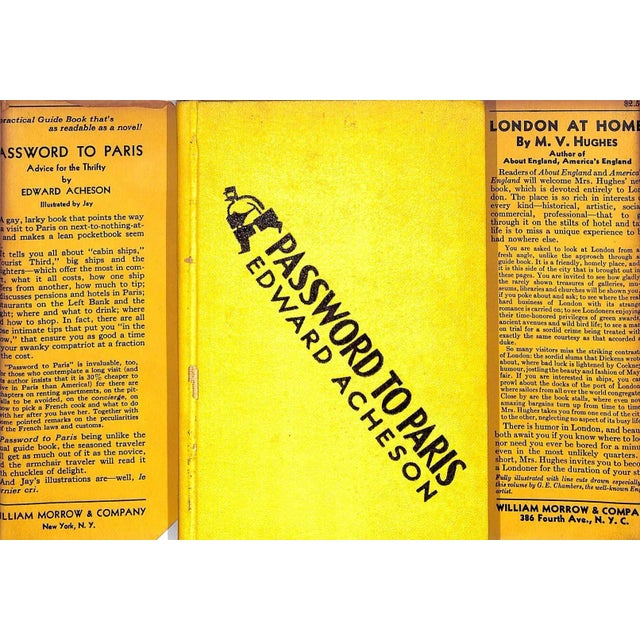 practical Guide Book that's
as readable as a novel!
ASSWORD TO PARIS
Advice for the Thrifty
by
EDWARD ACHESON
Illustrated by Jay
A gay, larky book that points the way
a visit to Paris on next-to-nothing-at-
and makes a lean pocketbook seem
It tells you all about "cabin ships,"
ourist Third," big ships and the
ghters—which offer the most in com-
t, what it all costs, how one ship
fers from another, how much to tip;
discusses pensions and hotels in Paris;
staurants on the Left Bank and the
ght; where and what to drink; where
d how to shop. In fact, there are all
ose intimate tips that put you "in the
ow," that ensure you as good a time
your swanky compatriot at a fraction
the cost.
"Password to Paris" is invaluable, too,
r those who contemplate a long visit (and
is author insists that it is 30% cheaper to
live in Paris than America!) for there are
chapters on renting apartments, on the pit-
lls to be avoided, on the concierge, on
ow to pick a French cook and what to do
with her after you have her. Together with
ome pointed remarks on the peculiarities
of the French laws and customs.
Password to Paris being unlike the
ual guide book, the seasoned traveler
ll get as much out of it as the novice,
nd the armchair traveler will read it
ith chuckles of delight.
And Jay's illustrations are—well, le
rnier cri.
WILLIAM MORROW & COMPANY
New York, N. Y.
PASSWORD TO PARIS
EDWARD ACHESON
$2.5
LONDON AT HOME
By M. V. HUGHES
Author of
About England, America's England
Readers of About England and America's
England will welcome Mrs. Hughes' new
book, which is devoted entirely to Lon-
don. The place is so rich in interests of
every kind—historical, artistic, social,
commercial, professional—that to go
through it on the stilts of hotel and tr
life is to miss a unique experience to b
had nowhere else.
You are asked to look at London from a
fresh angle, unlike the approach through a
guide book. It is a friendly, homely place, and
it is this side of the city that is brought out in
these pages. You are invited to see how gladly
the rarely shown treasures of galleries, mu-
seums, libraries and churches will be shown you,
if you poke about and ask; to see where the real
hard business of London with its strange
romance is carried on; to see Londoners enjoying
their time-honored privileges of green swards,
ancient avenues and wild bird life; to see a man
on trial for a sordid crime being treated with
exactly the same courtesy as that accorded a
duke.
So many visitors miss the striking contrast
of London: the sordid slums that Dickens wrote
about, where bad luck is lightened by Cockney
humour, jostling the beauty and fashion of May
fair. If you are interested in ships, you can
prowl about the docks of the port of London
where sailors from all over the world congregate.
Close by are the book stalls, where even now
amazing bargains turn up from time to time.
Mrs. Hughes takes you from one end of the city
to the other, neglecting no aspect of its busy life
There is humor in London, and beau
both await you if you know where to loo
nor need you ever be bored for a minu
even in the most unlikely quarters.
short, Mrs. Hughes invites you to becom
a Londoner for the duration of your st
Fully illustrated with line cuts drawn especially
this volume by G. E. Chambers, the well-known En
artist.
WILLIAM MORROW & COMPAN
386 Fourth Ave., N. Y. C.